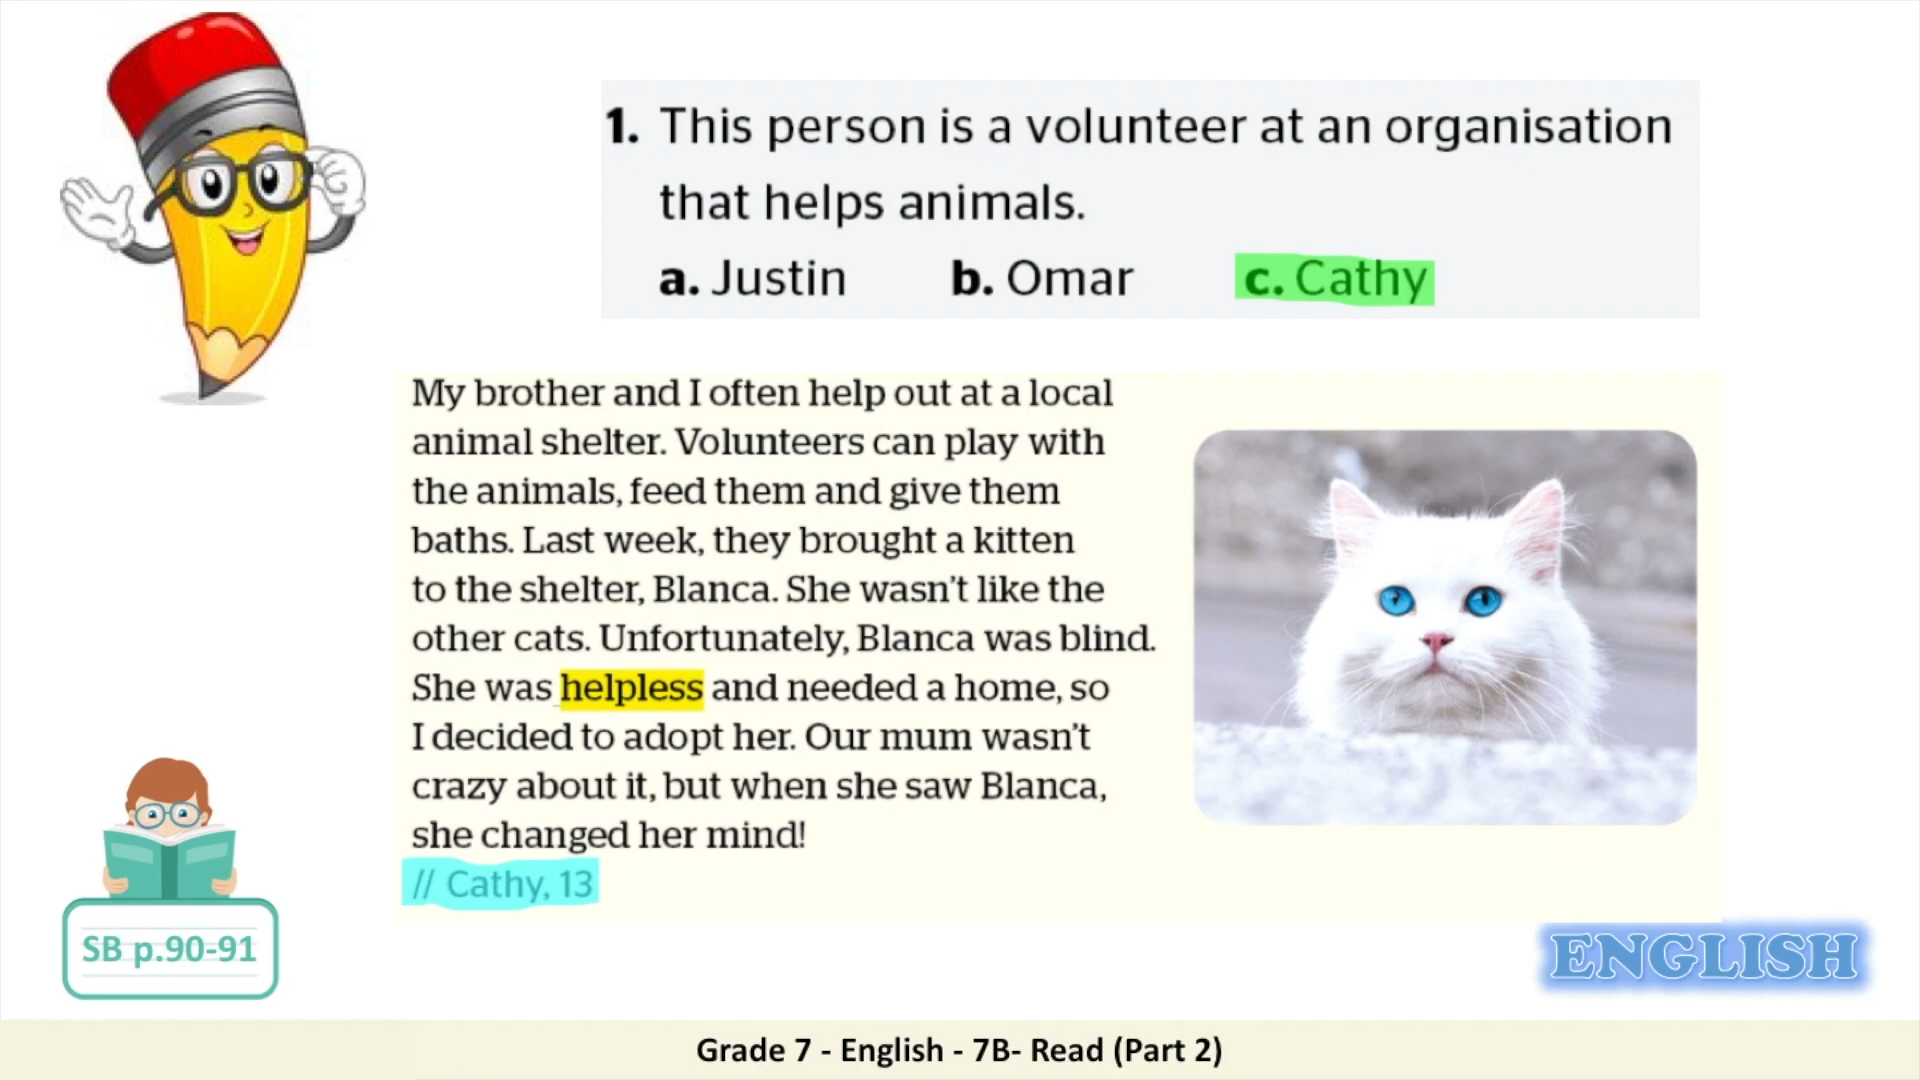 1. This person is a volunteer at an organisation
that helps animals.
a. Justin b. Omar c. Cathy
My brother and I often help out at a local
animal shelter. Volunteers can play with
the animals, feed them and give them
baths. Last week, they brought a kitten
to the shelter, Blanca. She wasn't like the
other cats. Unfortunately, Blanca was blind.
She was helpless and needed a home, so
I decided to adopt her. Our mum wasn't
crazy about it, but when she saw Blanca,
she changed her mind!
// Cathy, 13
SB p.90-91
ENGLISH
Grade 7 - English - 7B- Read (Part 2)